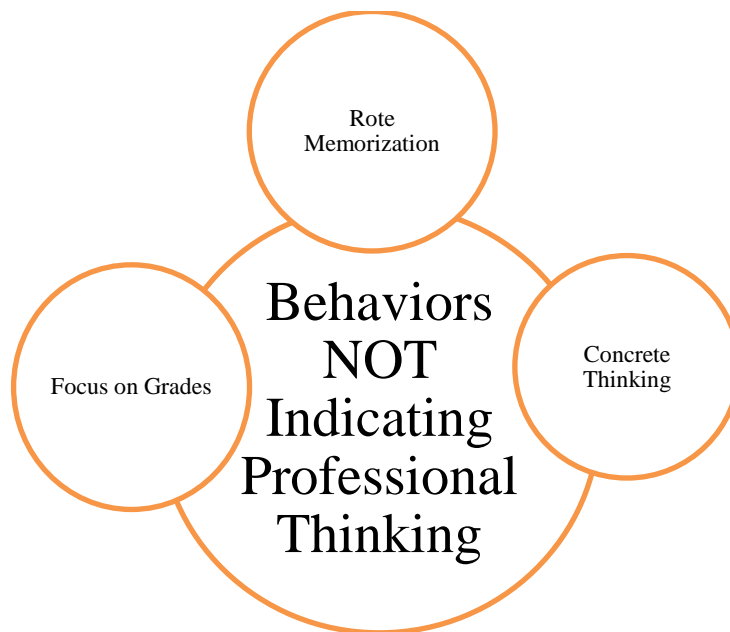 Rote
Memorization
Behaviors
NOT
Indicating
Professional
Thinking
Focus on Grades
Concrete
Thinking